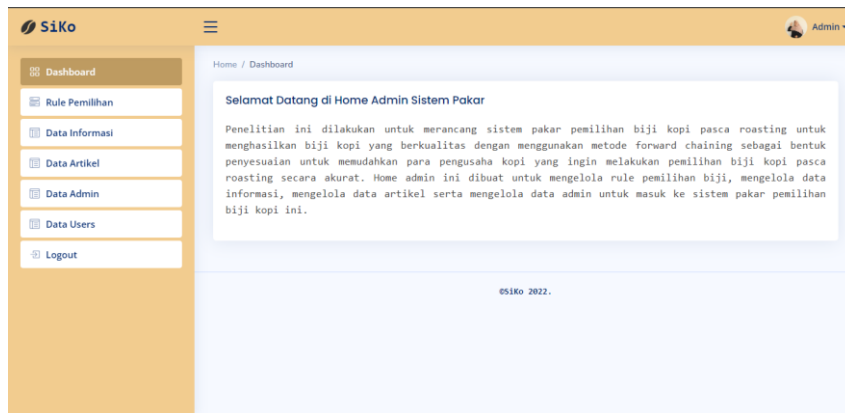 SiKo
Admin
Dashboard
Rule Pemilihan
Data Informasi
Data Artikel
Data Admin
Data Users
Logout
Home / Dashboard
Selamat Datang di Home Admin Sistem Pakar
Penelitian ini dilakukan untuk merancang sistem pakar pemilihan biji kopi pasca roasting untuk
menghasilkan biji kopi yang berkualitas dengan menggunakan metode forward chaining sebagai bentuk
penyesuaian untuk memudahkan para pengusaha kopi yang ingin melakukan pemilihan biji kopi pasca
roasting secara akurat. Home admin ini dibuat untuk mengelola rule pemilihan biji, mengelola data
informasi, mengelola data artikel serta mengelola data admin untuk masuk ke sistem pakar pemilihan
biji kopi ini.
©SiKo 2022.